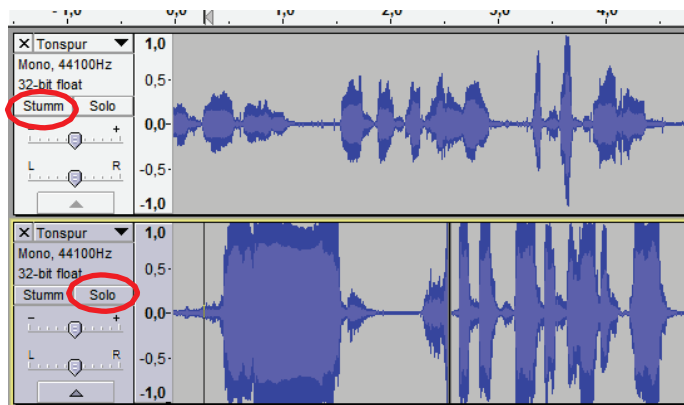 - 1,0 0,0 1,0 2,0 3,0 4,0
X Tonspur ▼ 1,0
Mono, 44100Hz
32-bit float 0,5-
Stumm Solo
- + 0,0-
L R -0,5-
-1,0
X Tonspur ▼ 1,0
Mono, 44100Hz
32-bit float 0,5-
Stumm Solo
- + 0,0-
L R -0,5-
-1,0